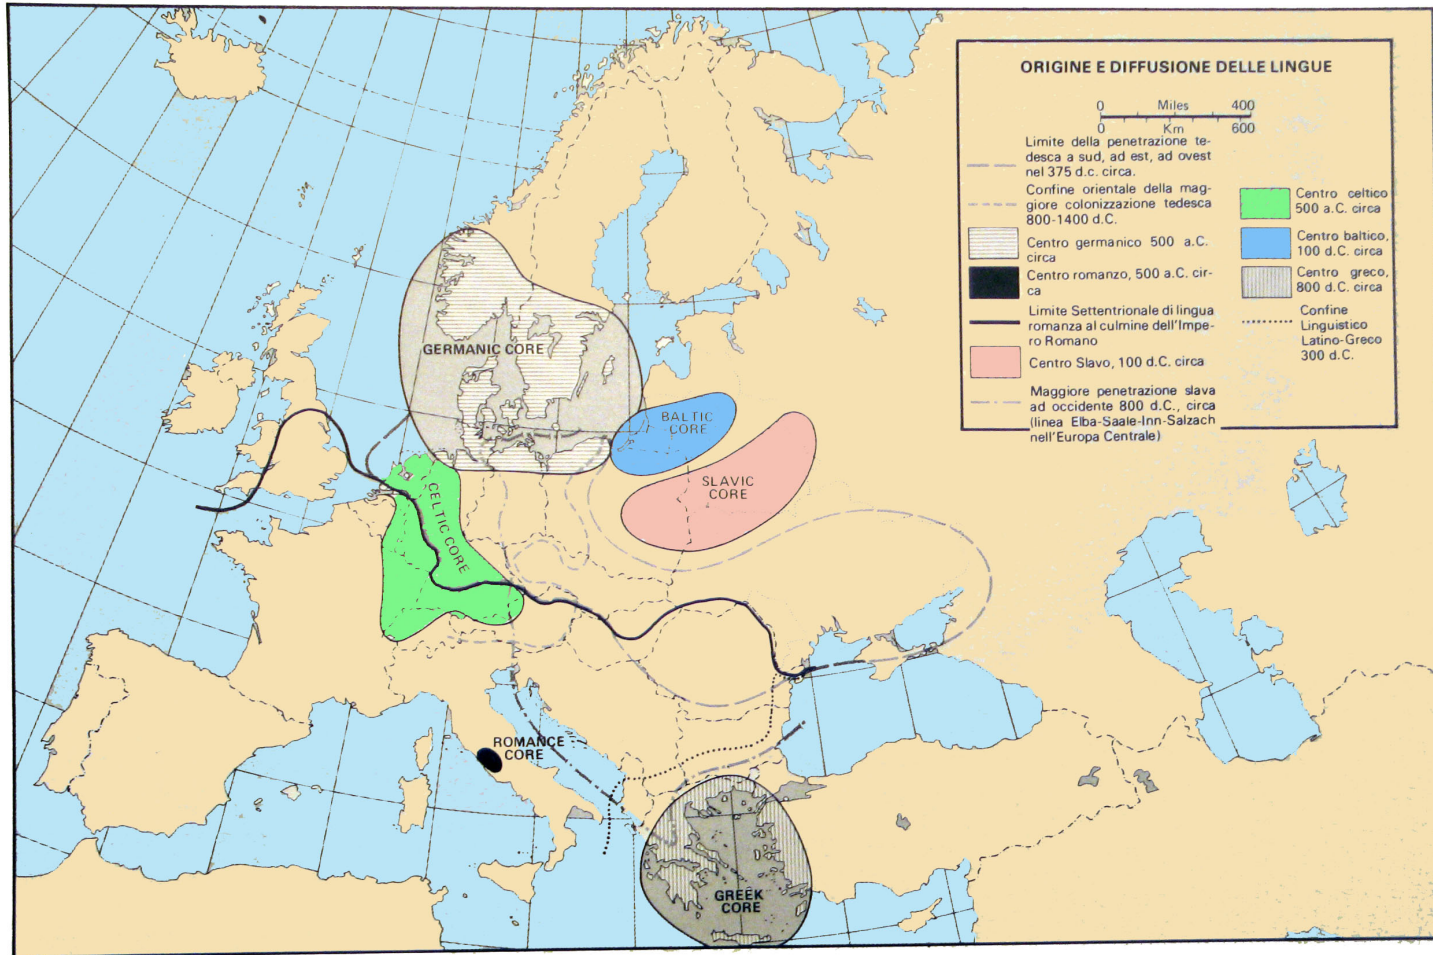 ORIGINE E DIFFUSIONE DELLE LINGUE
0 Miles 400
0 Km 600
Limite della penetrazione te-
desca a sud, ad est, ad ovest
nel 375 d.c. circa.
Confine orientale della mag-
giore colonizzazione tedesca
800-1400 d.C.
Centro germanico 500 a.C.
circa
Centro romanzo, 500 a.C. cir-
ca
Limite Settentrionale di lingua
romanza al culmine dell'Impe-
ro Romano
Centro Slavo, 100 d.C. circa
Maggiore penetrazione slava
ad occidente 800 d.C., circa
(linea Elba-Saale-Inn-Salzach
nell'Europa Centrale)
Centro celtico
500 a.C. circa
Centro baltico,
100 d.C. circa
Centro greco,
800 d.C. circa
Confine
Linguistico
Latino-Greco
300 d.C.
GERMANIC CORE
BALTIC
CORE
SLAVIC
CORE
CELTIC CORE
ROMANCE
CORE
GREEK
CORE